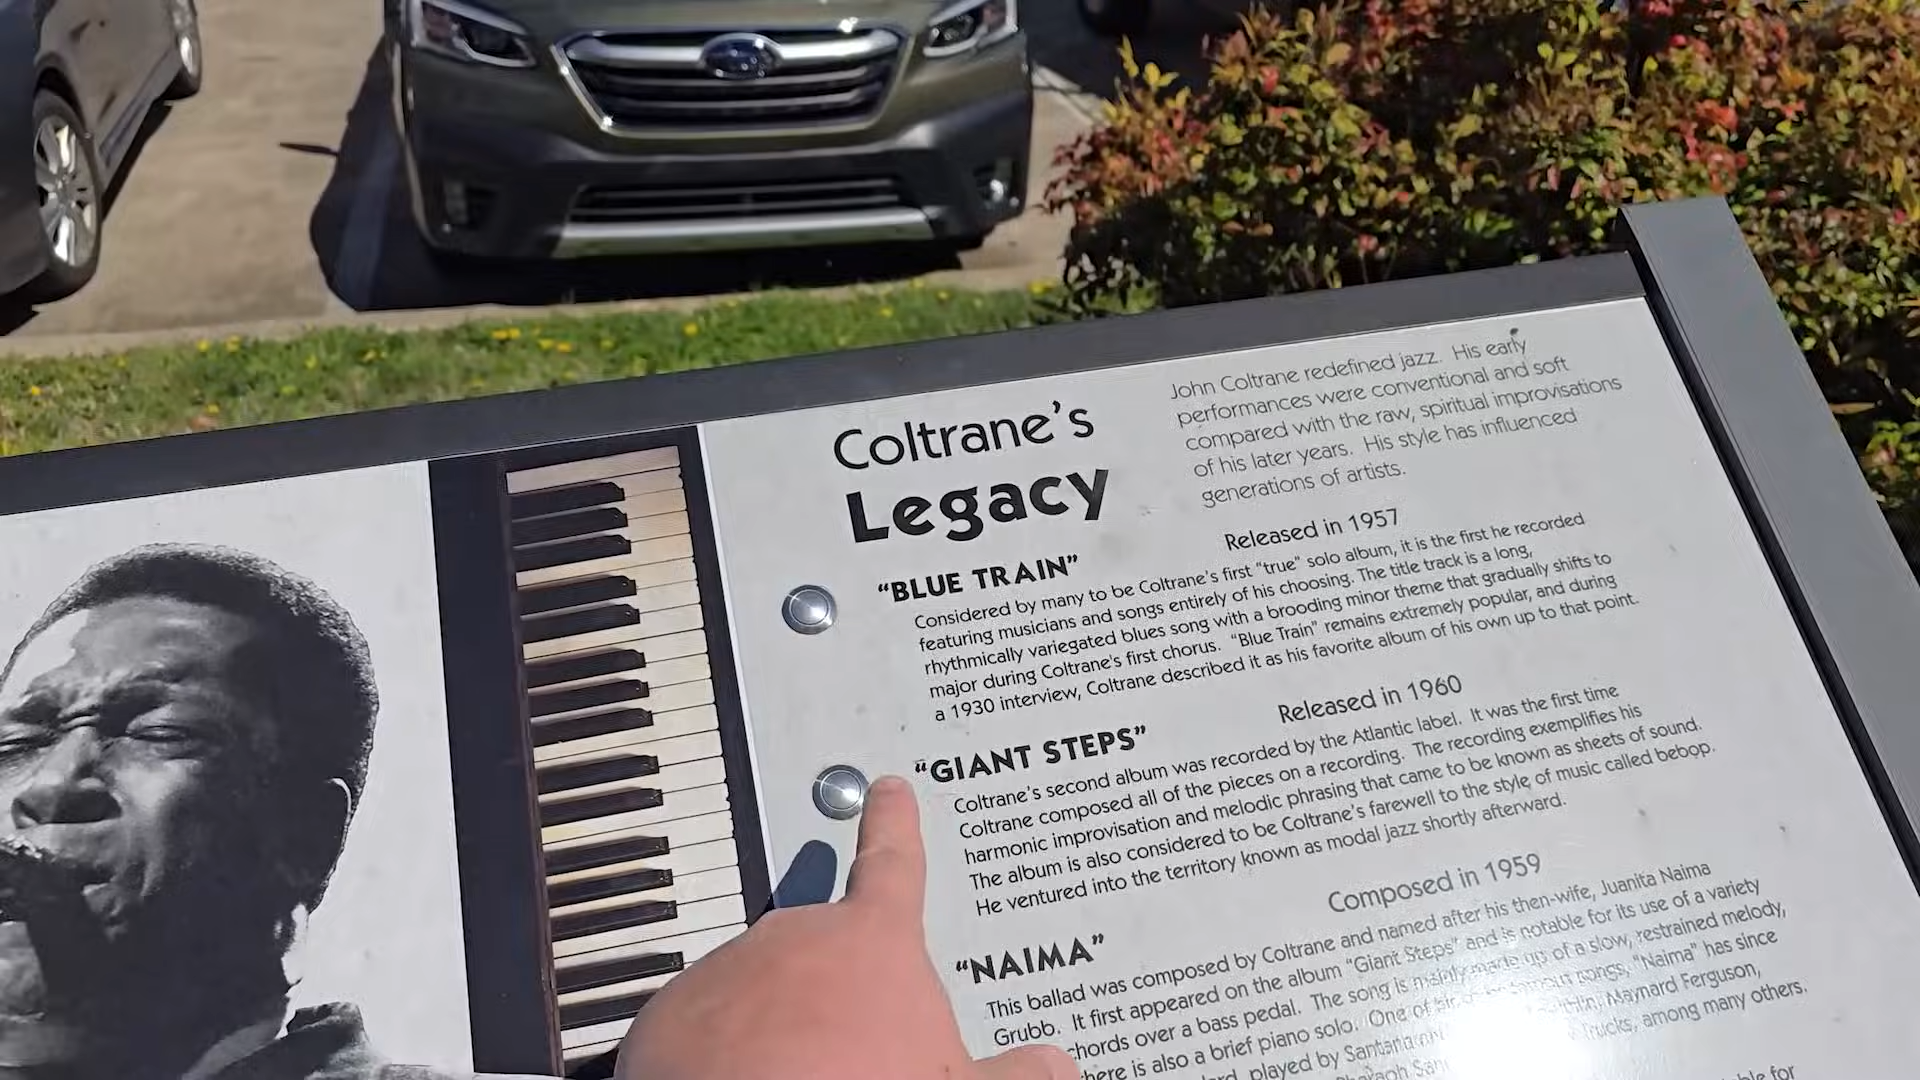 Coltrane's
Legacy
John Coltrane redefined jazz. His early
performances were conventional and soft
compared with the raw, spiritual improvisations
of his later years. His style has influenced
generations of artists.
"BLUE TRAIN"
Released in 1957
Considered by many to be Coltrane's first "true" solo album, it is the first he recorded
featuring musicians and songs entirely of his choosing. The title track is a long,
rhythmically variegated blues song with a brooding minor theme that gradually shifts to
major during Coltrane's first chorus. "Blue Train" remains extremely popular, and during
a 1930 interview, Coltrane described it as his favorite album of his own up to that point.
"GIANT STEPS"
Released in 1960
Coltrane's second album was recorded by the Atlantic label. It was the first time
Coltrane composed all of the pieces on a recording. The recording exemplifies his
harmonic improvisation and melodic phrasing that came to be known as sheets of sound.
The album is also considered to be Coltrane's farewell to the style of music called bebop.
He ventured into the territory known as modal jazz shortly afterward.
"NAIMA"
Composed in 1959
This ballad was composed by Coltrane and named after his then-wife, Juanita Naima
Grubb. It first appeared on the album "Giant Steps" and is notable for its use of a variety
chords over a bass pedal. The song is mainly made up of a slow, restrained melody,
there is also a brief piano solo. One of songs, "Naima" has since
played by Maynard Ferguson,
Trucks, among many others.
for